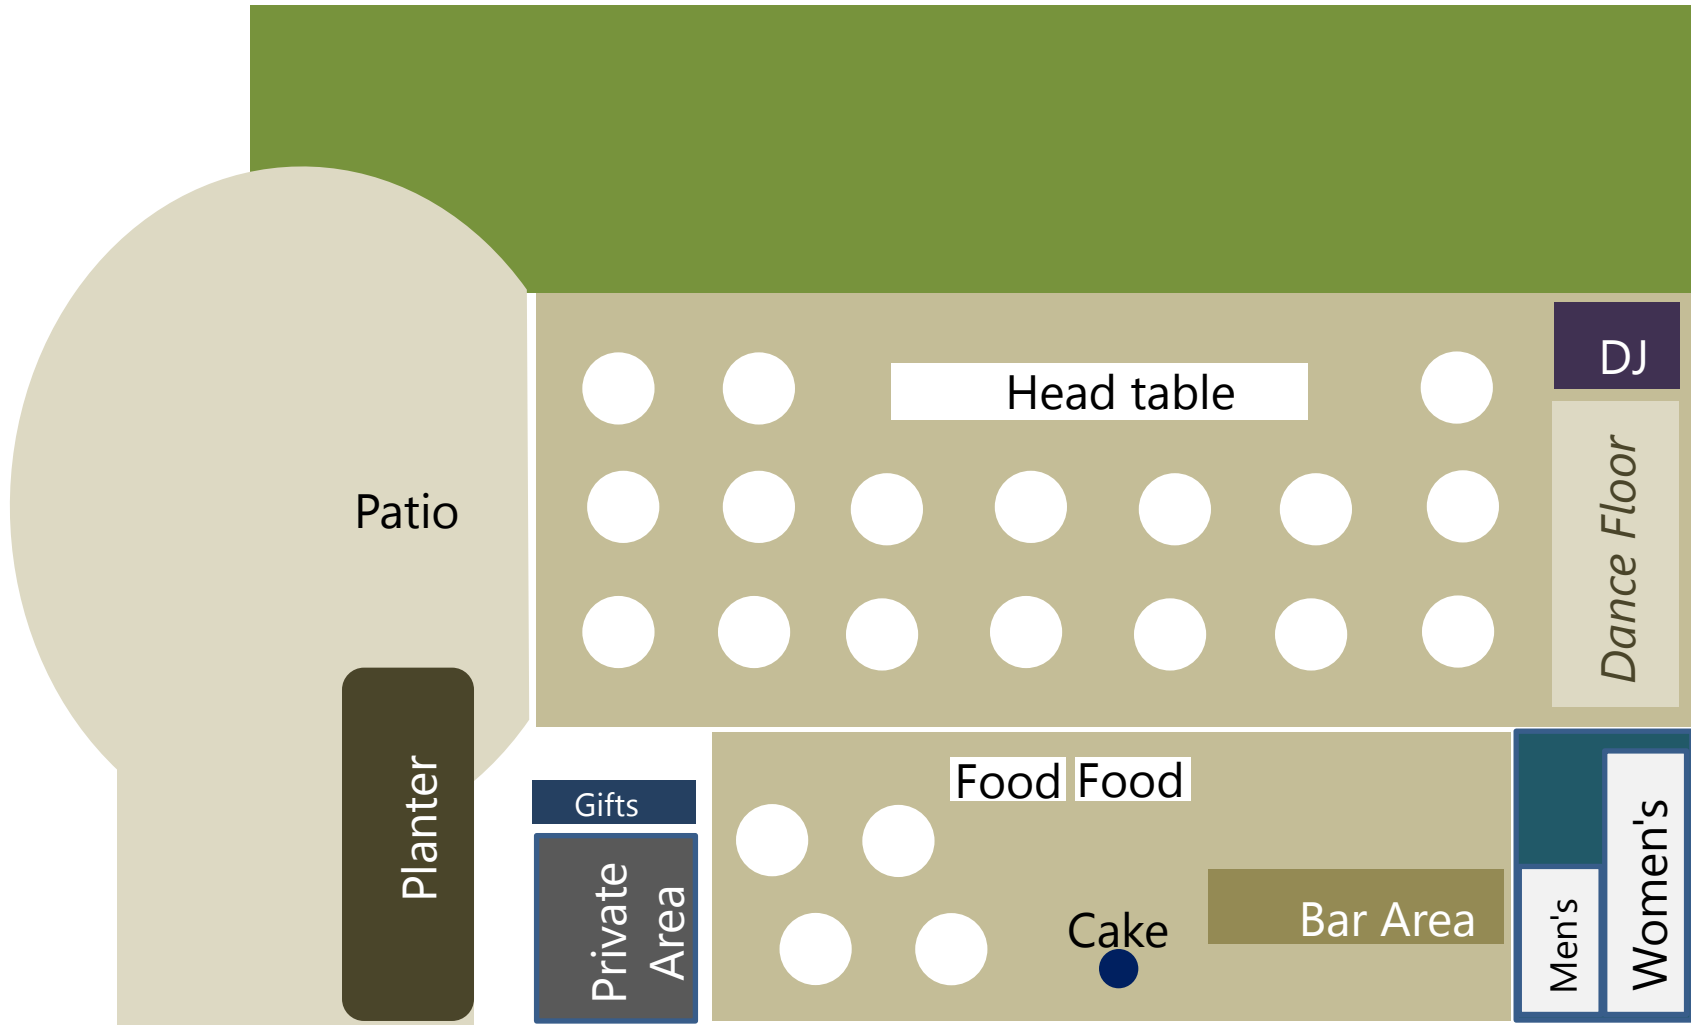 DJ
Head table
Dance Floor
Patio
Food Food
Gifts
Planter
Private
Area
Cake
Bar Area
Men's
Women's